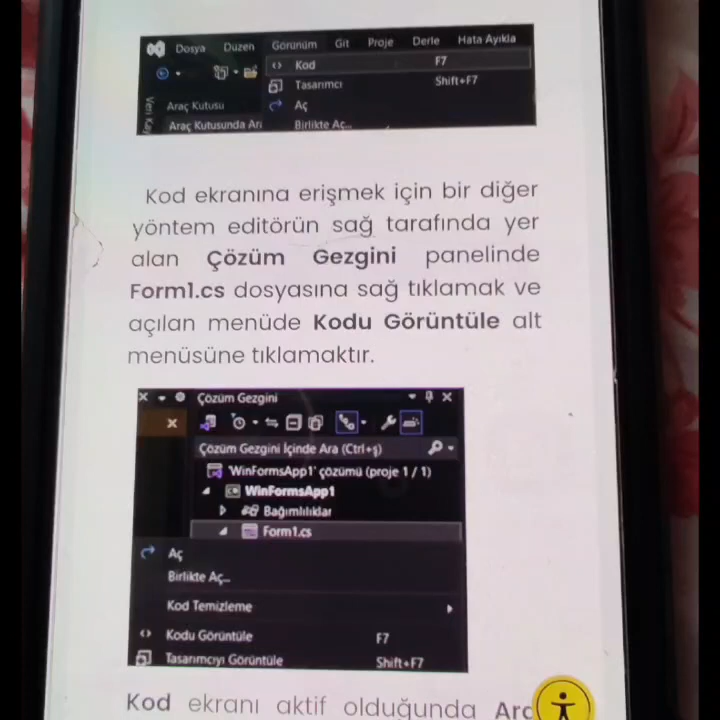 Dosya Düzen Görünüm Git Proje Derle Hata Ayıkla
Kod F7
Tasarımcı Shift+F7
Araç Kutusu Aç
Araç Kutusunda Ara Birlikte Aç...
Veri Kay
Kod ekranına erişmek için bir diğer
yöntem editörün sağ tarafında yer
alan Çözüm Gezgini panelinde
Form1.cs dosyasına sağ tıklamak ve
açılan menüde Kodu Görüntüle alt
menüsüne tıklamaktır.
Çözüm Gezgini
Çözüm Gezgini İçinde Ara (Ctrl+ş)
'WinFormsApp1' çözümü (proje 1 / 1)
WinFormsApp1
Bağımlılıklar
Form1.cs
Aç
Birlikte Aç...
Kod Temizleme
Kodu Görüntüle F7
Tasarımcıyı Görüntüle Shift+F7
Kod ekranı aktif olduğunda